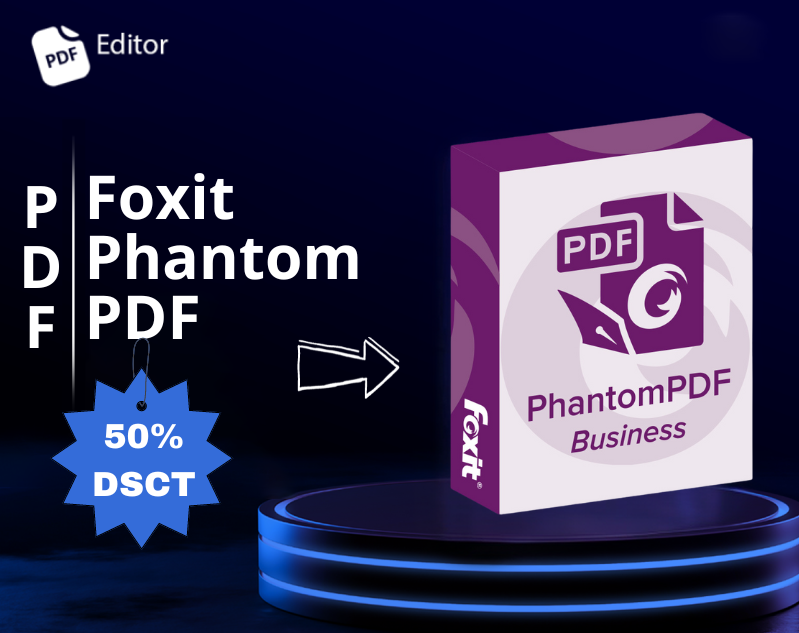 PDF Editor
P
D
F
Foxit
Phantom
PDF
50%
DSCT
PDF
PhantomPDF
Business
Foxit®